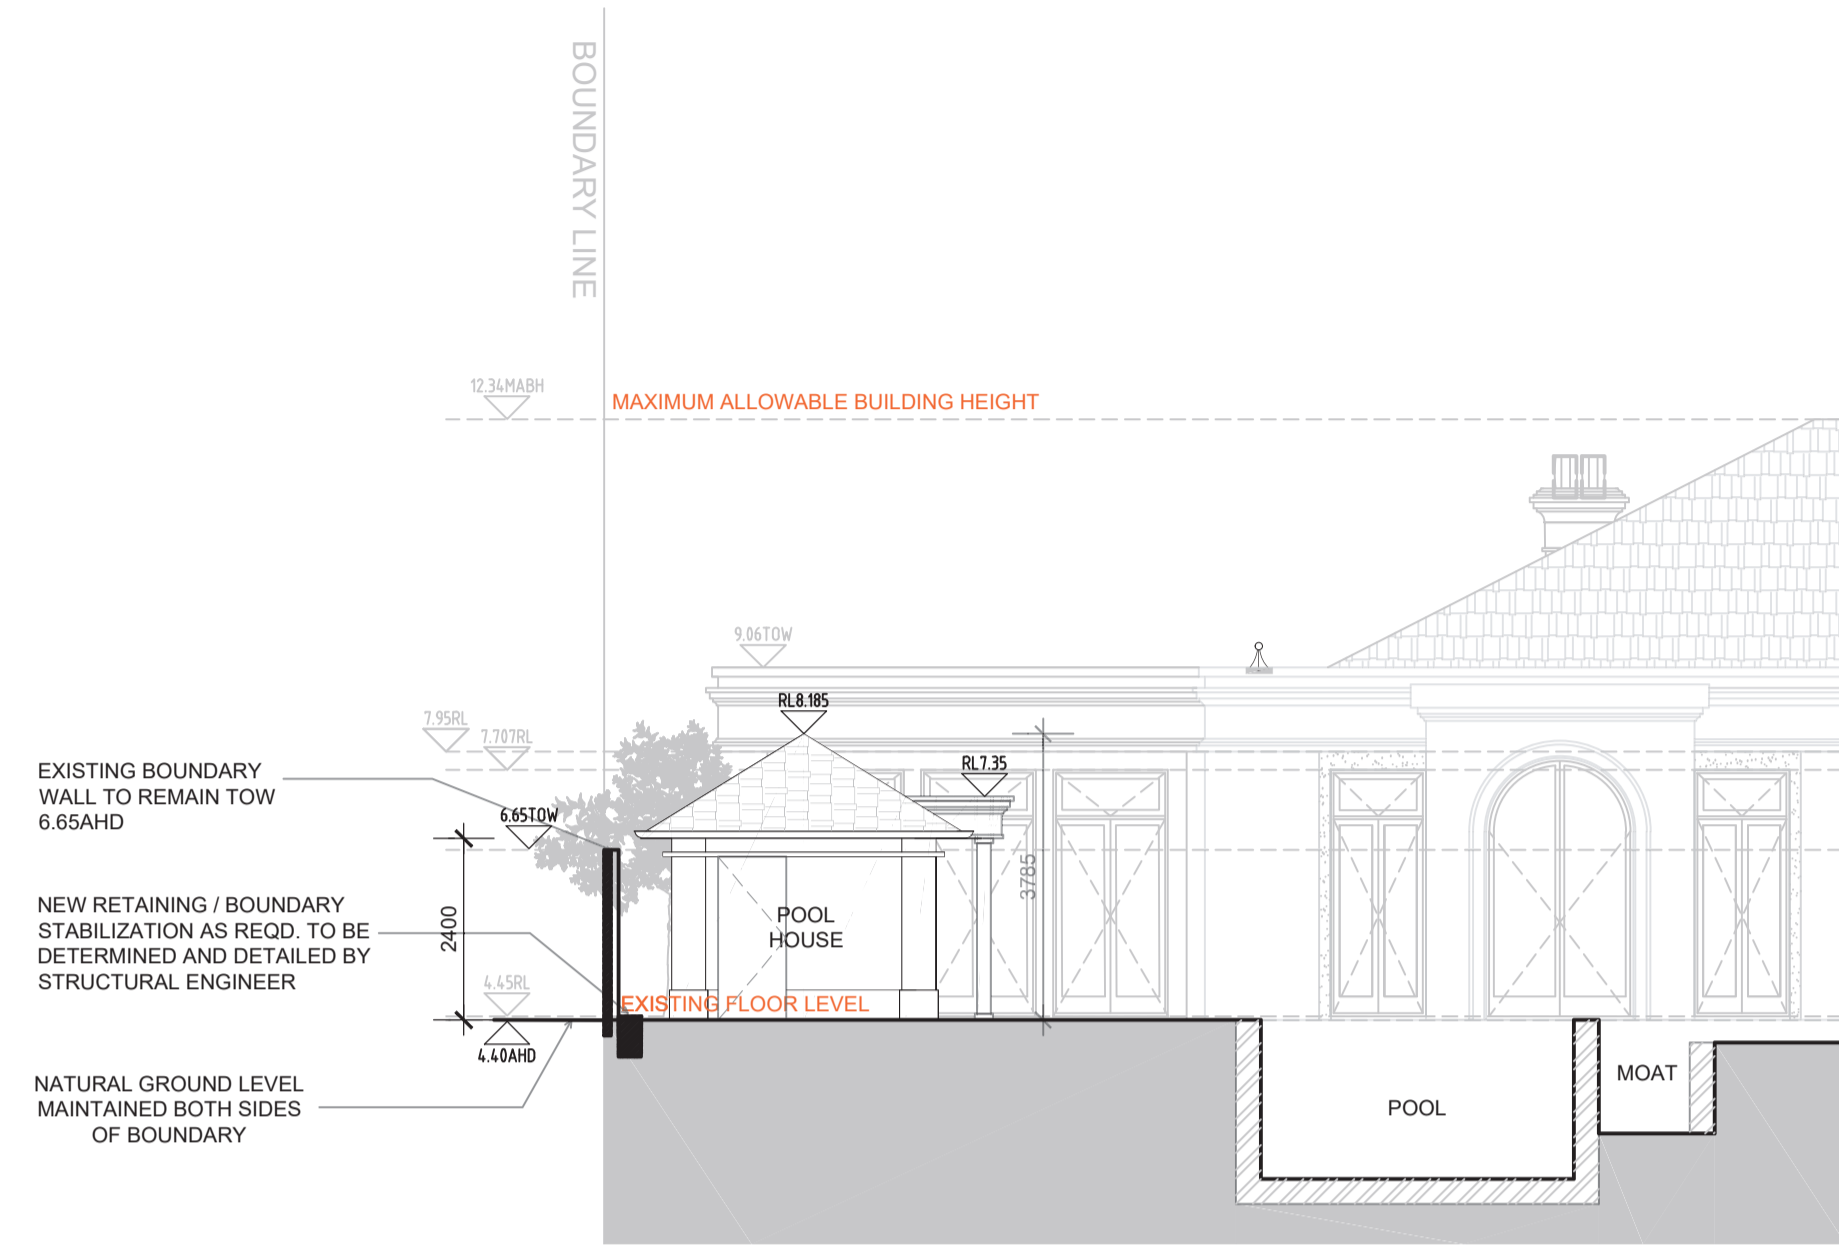 BOUNDARY LINE
12.34MABH
MAXIMUM ALLOWABLE BUILDING HEIGHT
9.06TOW
RL8.185
7.95RL
7.707RL
RL7.35
EXISTING BOUNDARY
WALL TO REMAIN TOW
6.65AHD
6.65TOW
3785
NEW RETAINING / BOUNDARY
STABILIZATION AS REQD. TO BE
DETERMINED AND DETAILED BY
STRUCTURAL ENGINEER
2400
POOL
HOUSE
4.45RL
EXISTING FLOOR LEVEL
4.40AHD
NATURAL GROUND LEVEL
MAINTAINED BOTH SIDES
OF BOUNDARY
POOL
MOAT